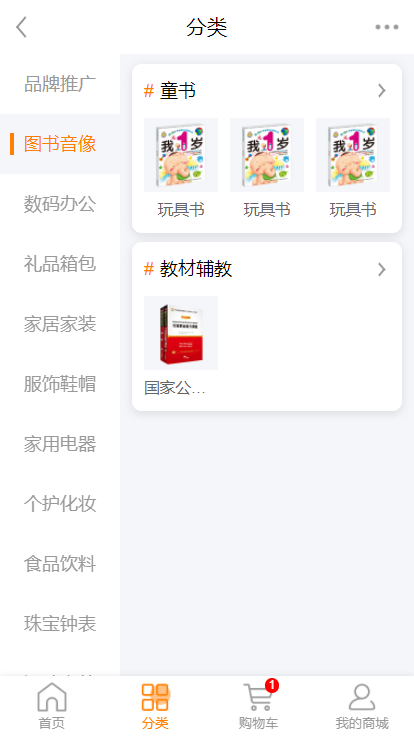 分类
品牌推广
图书音像
数码办公
礼品箱包
家居家装
服饰鞋帽
家用电器
个护化妆
食品饮料
珠宝钟表
# 童书
我 1 岁
我 1 岁
我 1 岁
玩具书 玩具书 玩具书
# 教材辅教
国家公...
1
首页 分类 购物车 我的商城